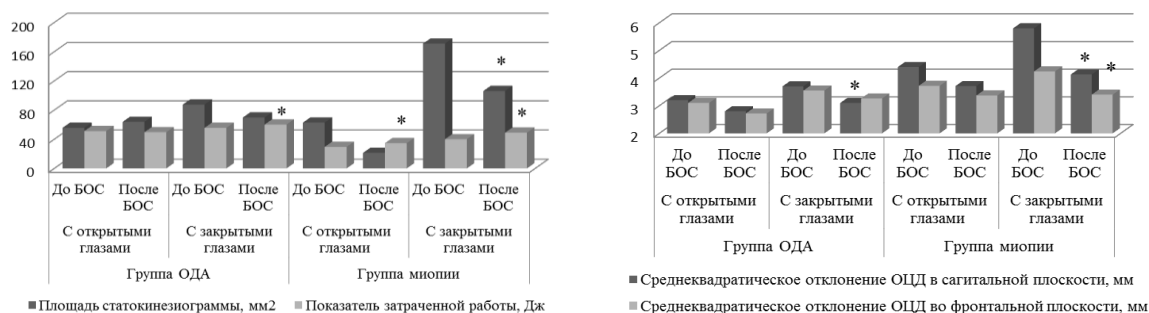 200
160
120
80
40
0
* * * *
До БОС После БОС До БОС После БОС До БОС После БОС До БОС После БОС
С открытыми глазами С закрытыми глазами С открытыми глазами С закрытыми глазами
Группа ОДА Группа миопии
Площадь статокинезиограммы, мм2 Показатель затраченной работы, Дж
6
5
4
3
2
* * *
До БОС После БОС До БОС После БОС До БОС После БОС До БОС После БОС
С открытыми глазами С закрытыми глазами С открытыми глазами С закрытыми глазами
Группа ОДА Группа миопии
Среднеквадратическое отклонение ОЦД в сагитальной плоскости, мм
Среднеквадратическое отклонение ОЦД во фронтальной плоскости, мм